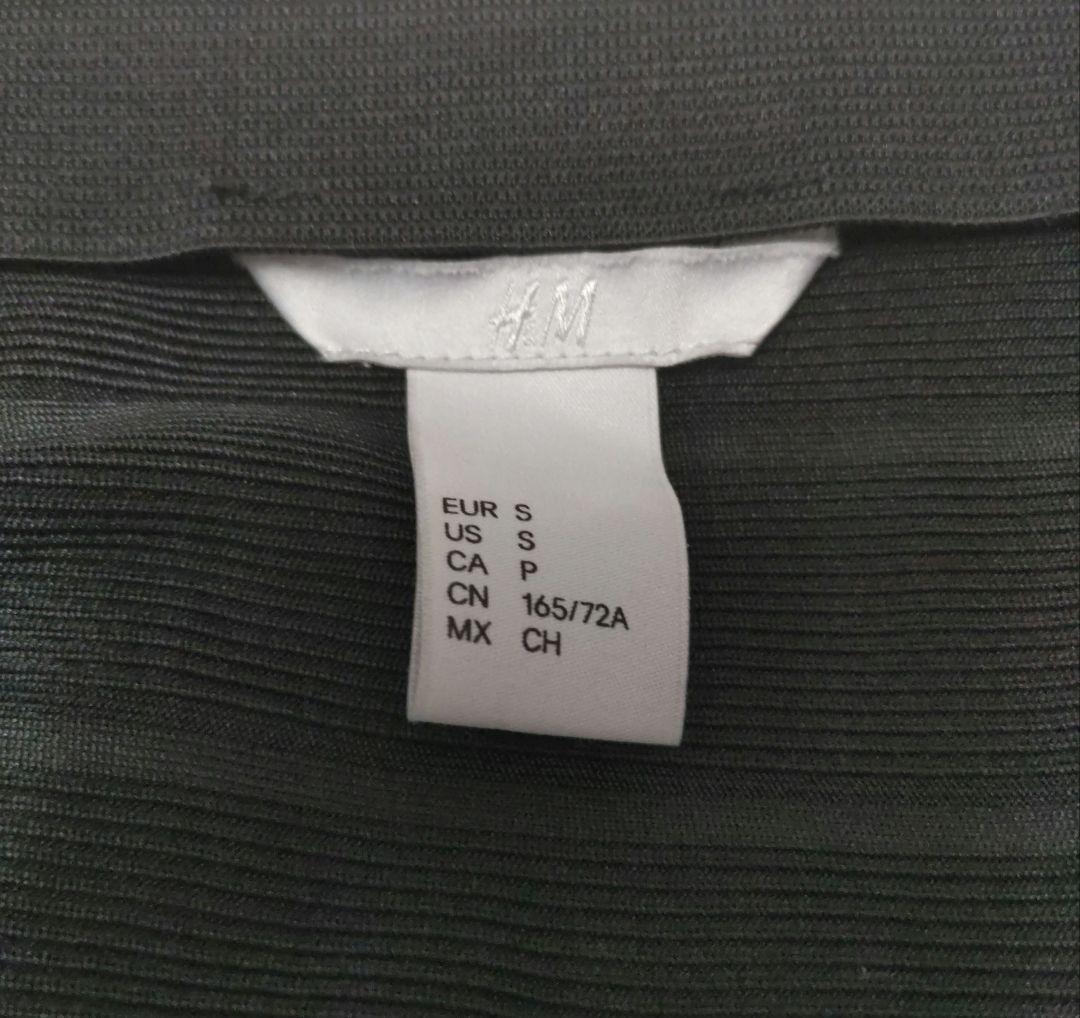 H&M
EUR S
US S
CA P
CN 165/72A
MX CH